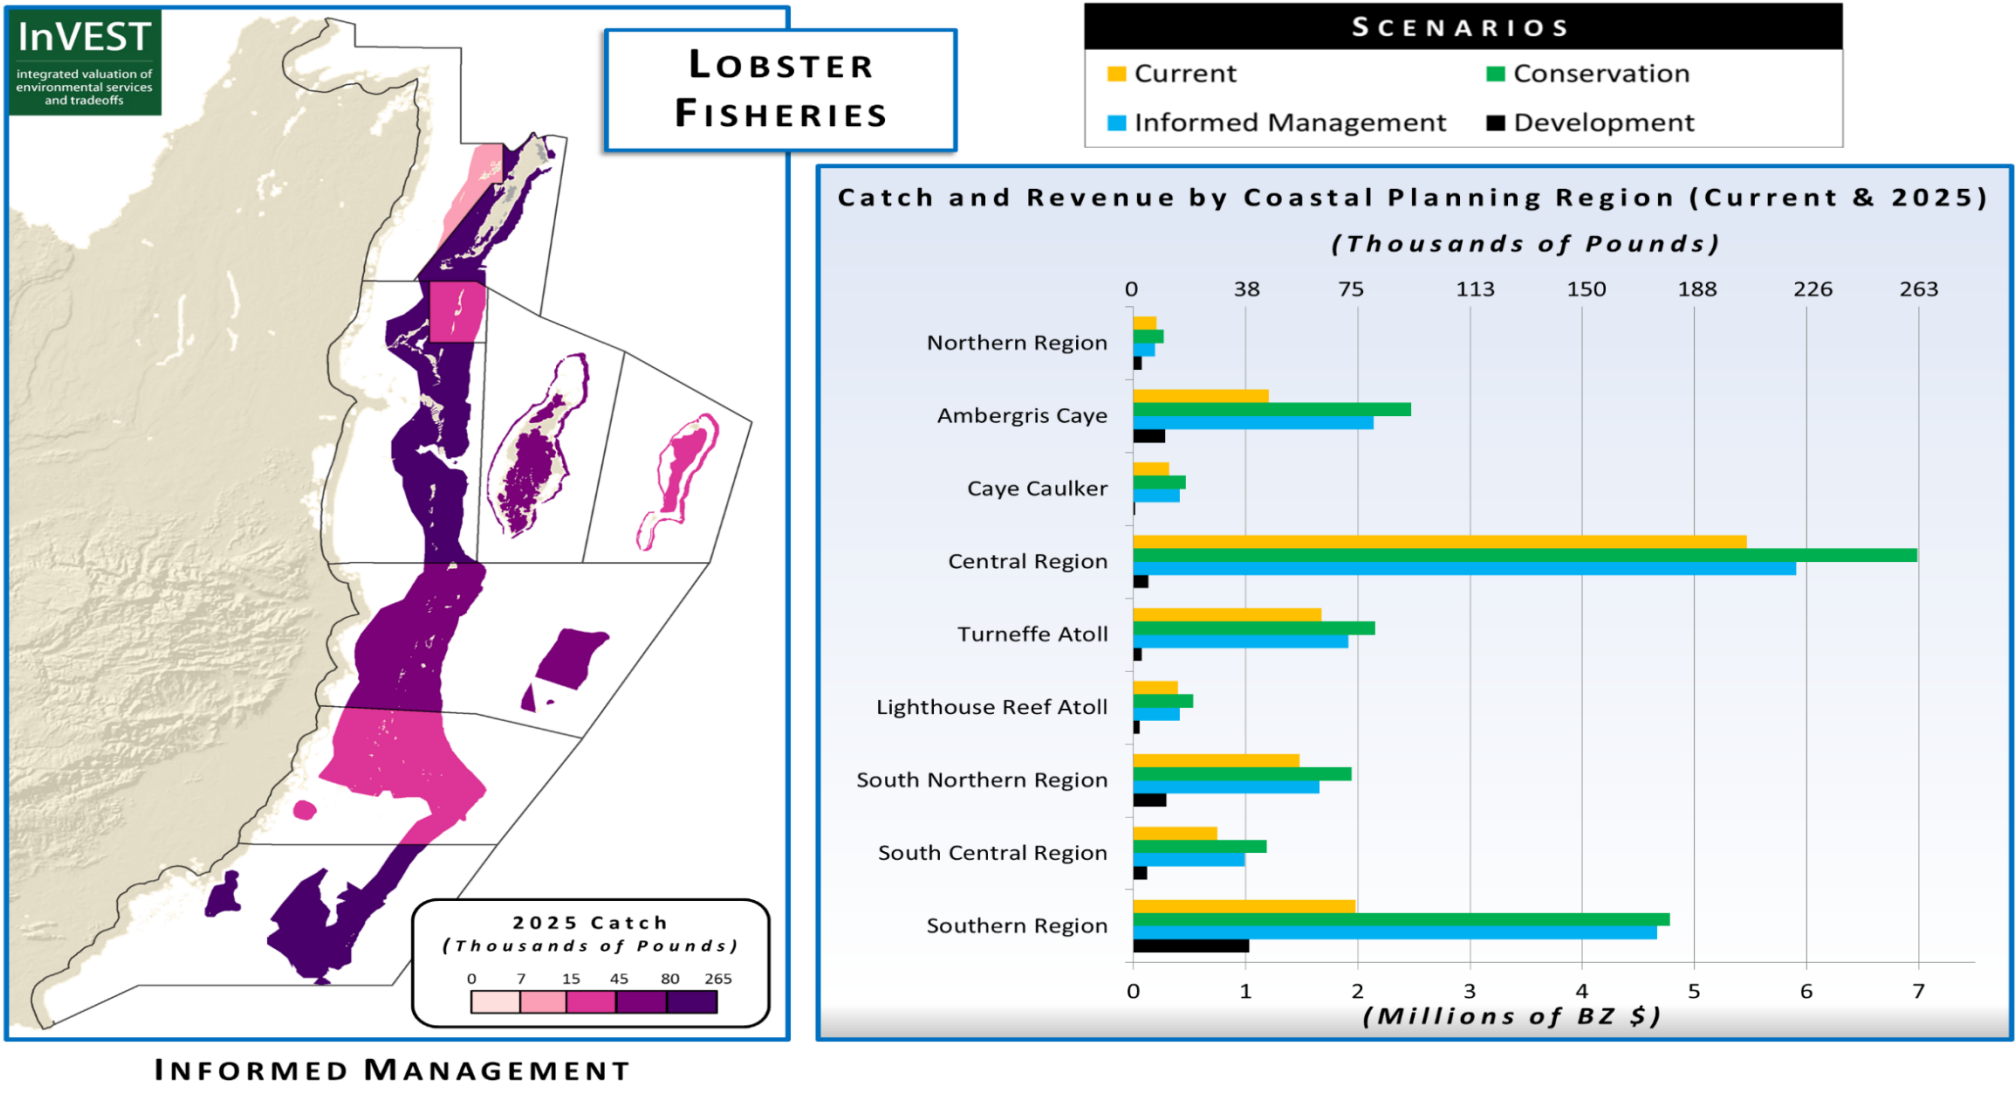 InVEST
integrated valuation of
environmental services
and tradeoffs
LOBSTER
FISHERIES
2025 Catch
(Thousands of Pounds)
0 7 15 45 80 265
INFORMED MANAGEMENT
SCENARIOS
Current Conservation
Informed Management Development
Catch and Revenue by Coastal Planning Region (Current & 2025)
(Thousands of Pounds)
0 38 75 113 150 188 226 263
Northern Region
Ambergris Caye
Caye Caulker
Central Region
Turneffe Atoll
Lighthouse Reef Atoll
South Northern Region
South Central Region
Southern Region
0 1 2 3 4 5 6 7
(Millions of BZ $)